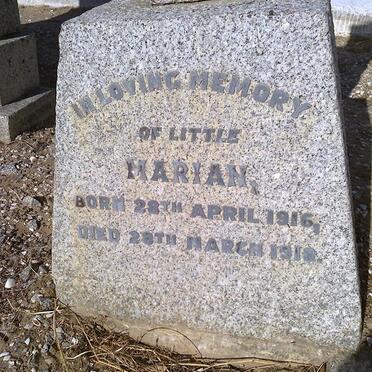 IN LOVING MEMORY
OF LITTLE
MARIAN,
BORN 28TH APRIL 1916,
DIED 28TH MARCH 1918